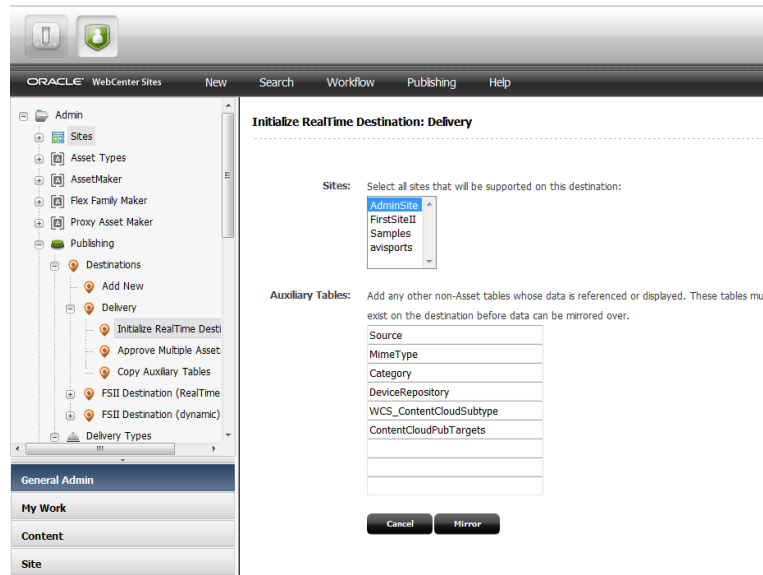 ORACLE WebCenter Sites New Search Workflow Publishing Help
Admin
Sites
Asset Types
AssetMaker
Flex Family Maker
Proxy Asset Maker
Publishing
Destinations
Add New
Delivery
Initialize RealTime Desti
Approve Multiple Asset
Copy Auxiliary Tables
FSII Destination (RealTime
FSII Destination (dynamic)
Delivery Types
General Admin
My Work
Content
Site
Initialize RealTime Destination: Delivery
Sites: Select all sites that will be supported on this destination:
AdminSite
FirstSiteII
Samples
avisports
Auxiliary Tables: Add any other non-Asset tables whose data is referenced or displayed. These tables mu
exist on the destination before data can be mirrored over.
Source
MimeType
Category
DeviceRepository
WCS_ContentCloudSubtype
ContentCloudPubTargets
Cancel Mirror